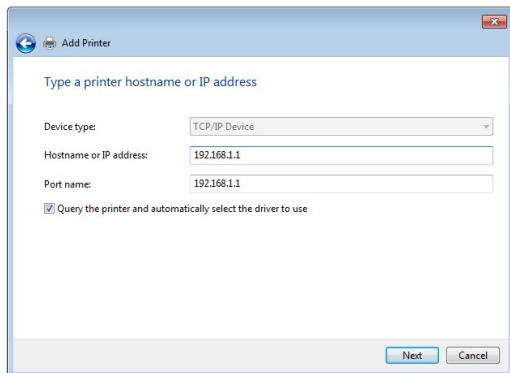 Add Printer
Type a printer hostname or IP address
Device type: TCP/IP Device
Hostname or IP address: 192.168.1.1
Port name: 192.168.1.1
Query the printer and automatically select the driver to use
Next Cancel